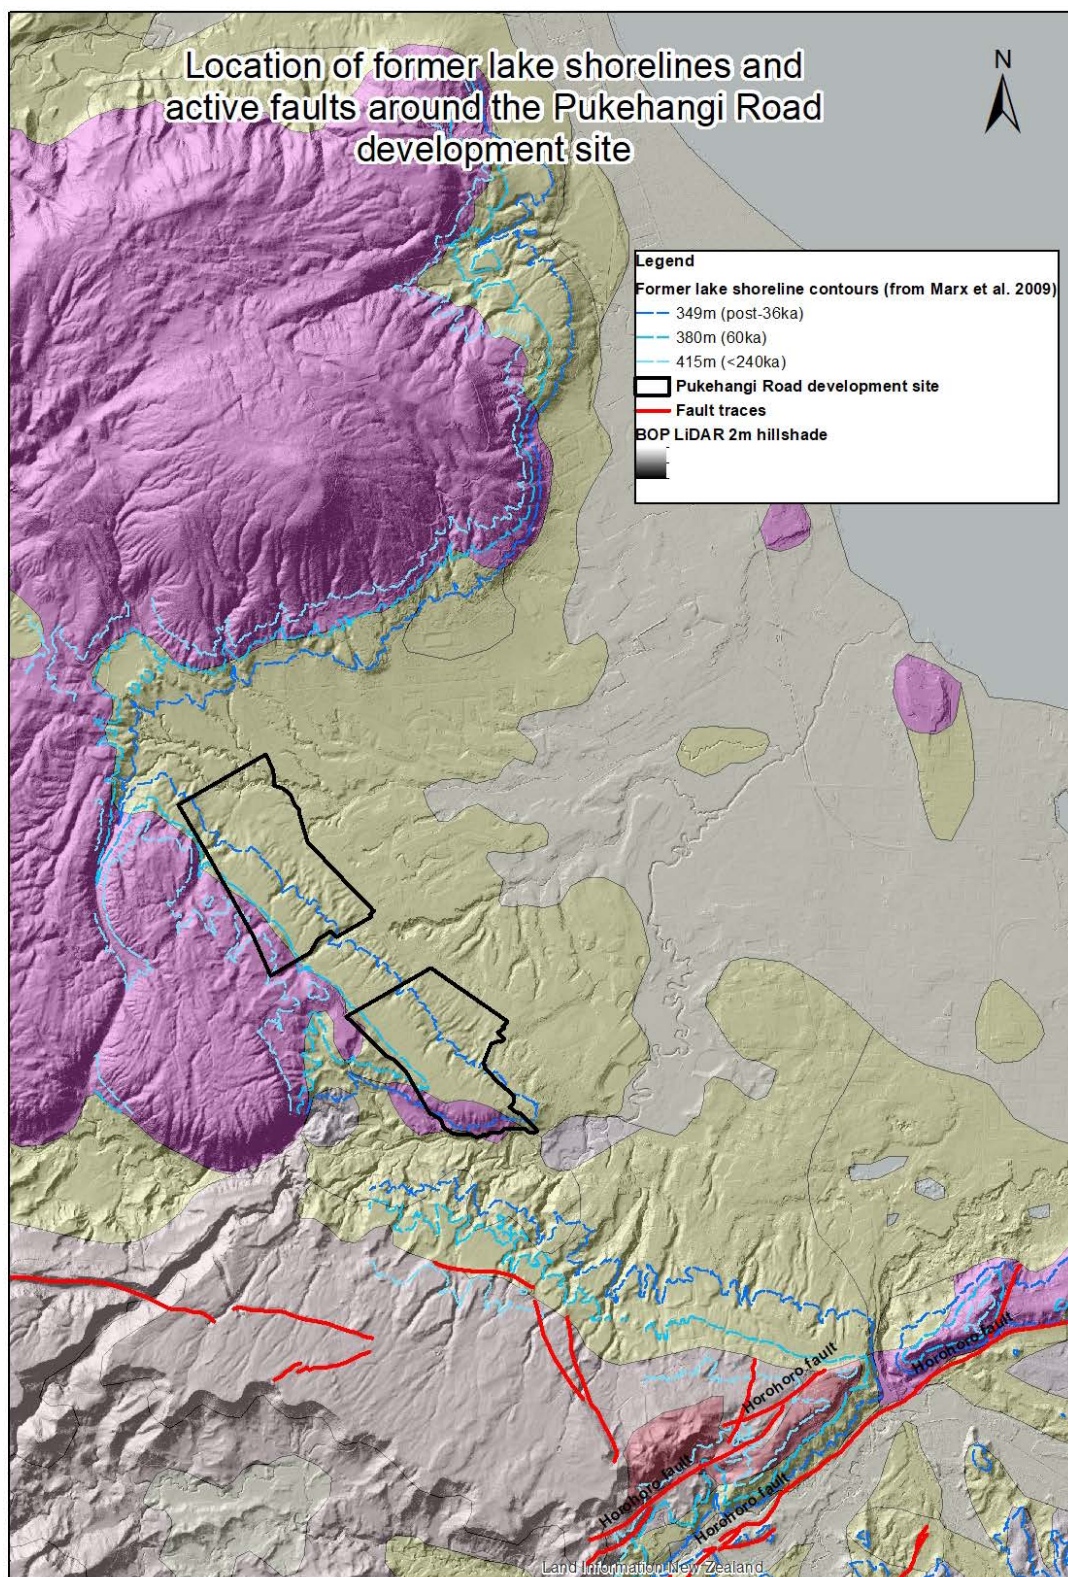 Location of former lake shorelines and
active faults around the Pukehangi Road
development site
N
Legend
Former lake shoreline contours (from Marx et al. 2009)
349m (post-36ka)
380m (60ka)
415m (<240ka)
Pukehangi Road development site
Fault traces
BOP LiDAR 2m hillshade
Horohoro fault
Horohoro fault
Horohoro fault
Horohoro fault
Land Information New Zealand